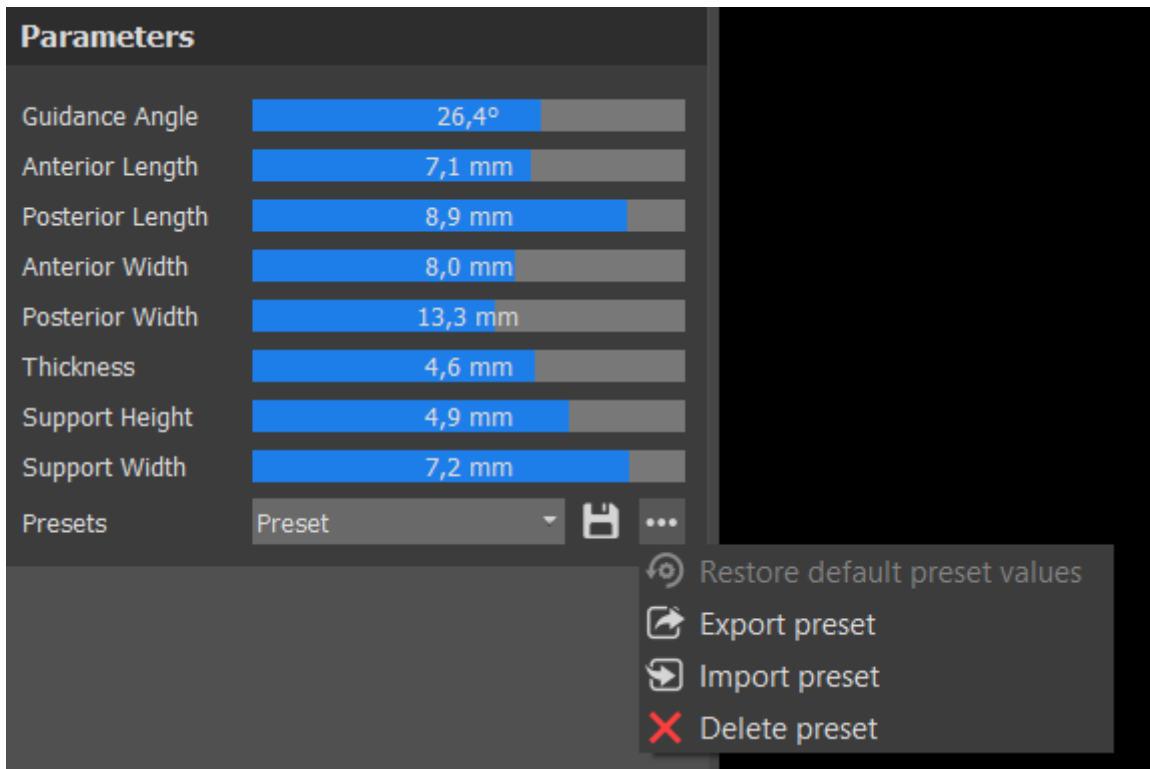 Parameters
Guidance Angle 26,4º
Anterior Length 7,1 mm
Posterior Length 8,9 mm
Anterior Width 8,0 mm
Posterior Width 13,3 mm
Thickness 4,6 mm
Support Height 4,9 mm
Support Width 7,2 mm
Presets Preset
Restore default preset values
Export preset
Import preset
Delete preset